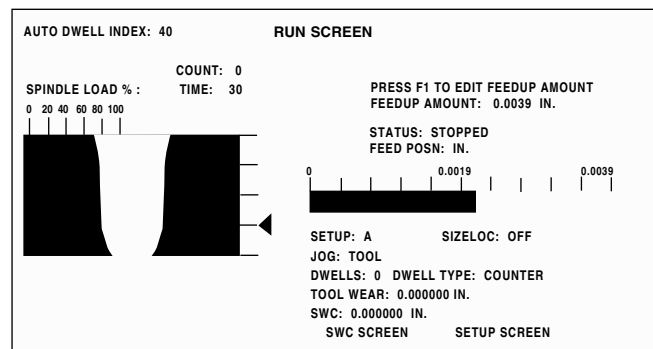 AUTO DWELL INDEX: 40
RUN SCREEN
COUNT: 0
SPINDLE LOAD % :
TIME: 30
0 20 40 60 80 100
PRESS F1 TO EDIT FEEDUP AMOUNT
FEEDUP AMOUNT: 0.0039 IN.
STATUS: STOPPED
FEED POSN: IN.
0 0.0019 0.0039
SETUP: A SIZELOC: OFF
JOG: TOOL
DWELLS: 0 DWELL TYPE: COUNTER
TOOL WEAR: 0.000000 IN.
SWC: 0.000000 IN.
SWC SCREEN SETUP SCREEN